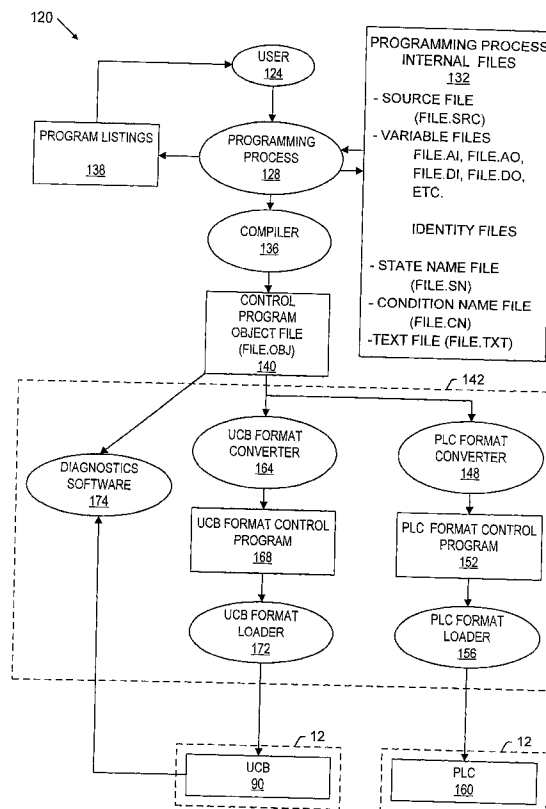 120
USER
124
PROGRAM LISTINGS
138
PROGRAMMING
PROCESS
128
PROGRAMMING PROCESS
INTERNAL FILES
132
- SOURCE FILE
(FILE.SRC)
- VARIABLE FILES
FILE.AI, FILE.AO,
FILE.DI, FILE.DO,
ETC.
IDENTITY FILES
- STATE NAME FILE
(FILE.SN)
- CONDITION NAME FILE
(FILE.CN)
-TEXT FILE (FILE.TXT)
COMPILER
136
CONTROL
PROGRAM
OBJECT FILE
(FILE.OBJ)
140
142
DIAGNOSTICS
SOFTWARE
174
UCB FORMAT
CONVERTER
164
PLC FORMAT
CONVERTER
148
UCB FORMAT CONTROL
PROGRAM
168
PLC FORMAT CONTROL
PROGRAM
152
UCB FORMAT
LOADER
172
PLC FORMAT
LOADER
156
12
UCB
90
12
PLC
160